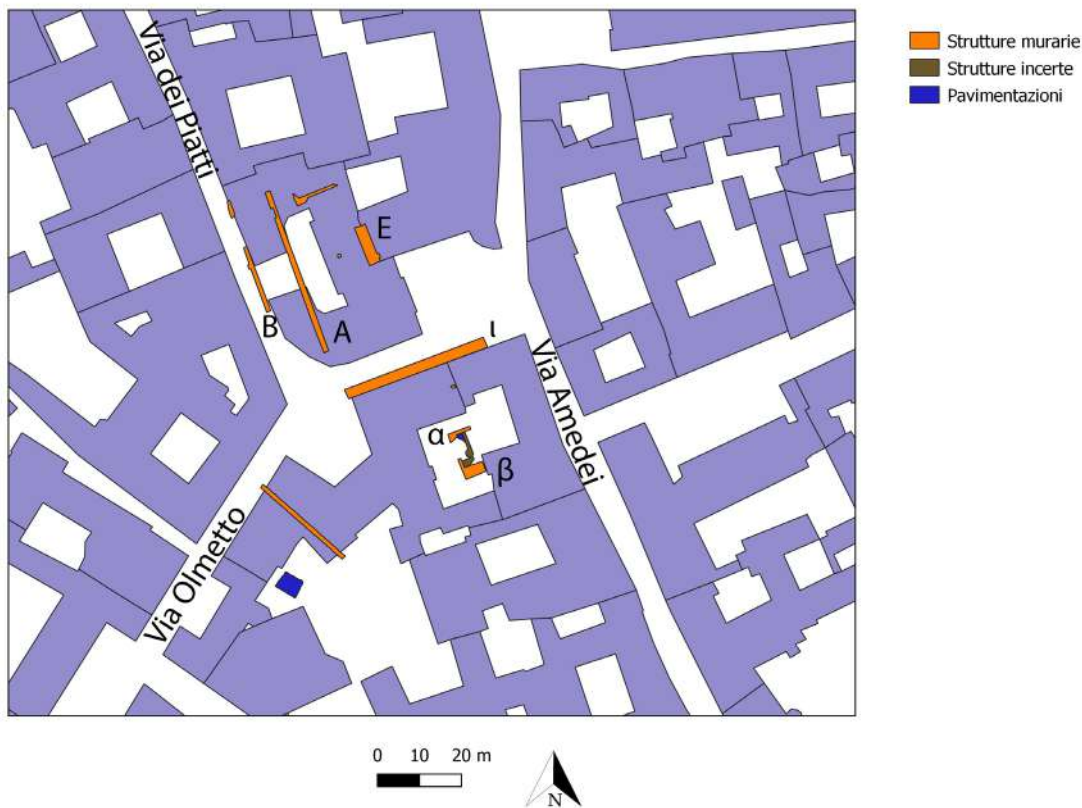 Via dei Piatti
Strutture murarie
Strutture incerte
Pavimentazioni
E
B
A
ι
Via Amedei
α
β
Via Olmetto
0 10 20 m
N